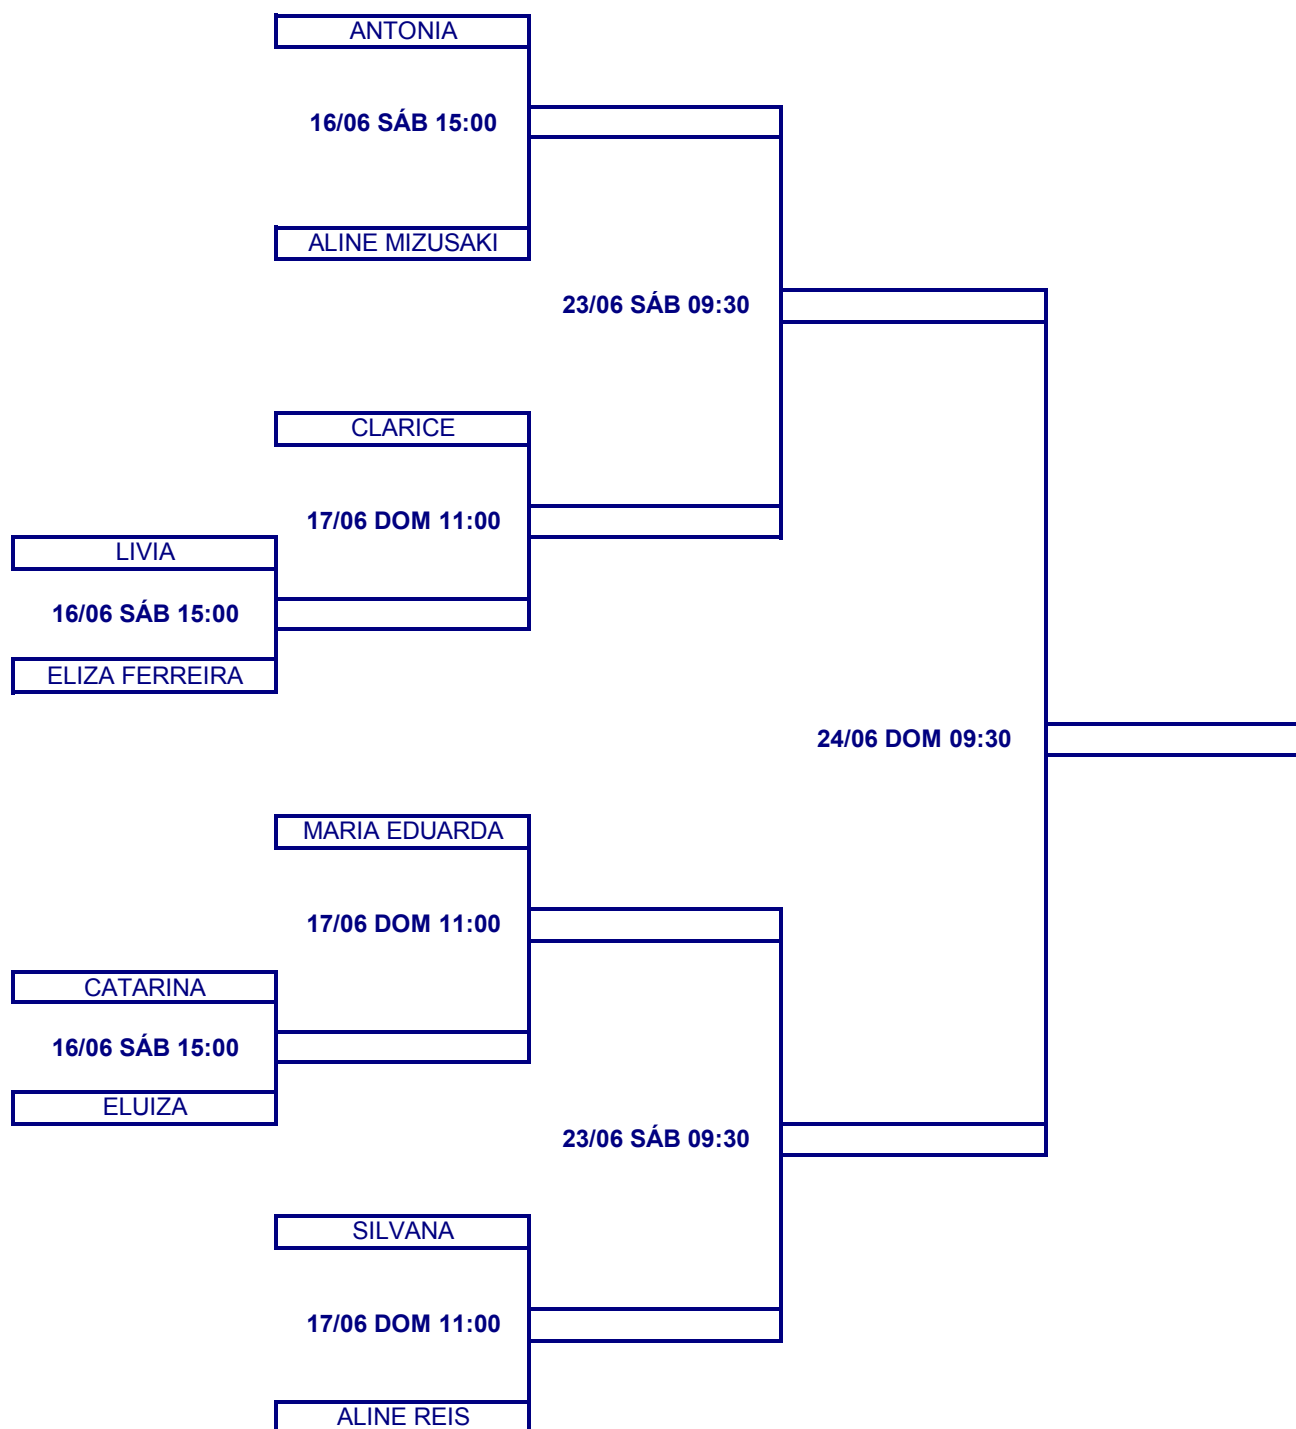 ANTONIA
16/06 SÁB 15:00
ALINE MIZUSAKI
23/06 SÁB 09:30
CLARICE
17/06 DOM 11:00
LIVIA
16/06 SÁB 15:00
ELIZA FERREIRA
24/06 DOM 09:30
MARIA EDUARDA
17/06 DOM 11:00
CATARINA
16/06 SÁB 15:00
ELUIZA
23/06 SÁB 09:30
SILVANA
17/06 DOM 11:00
ALINE REIS